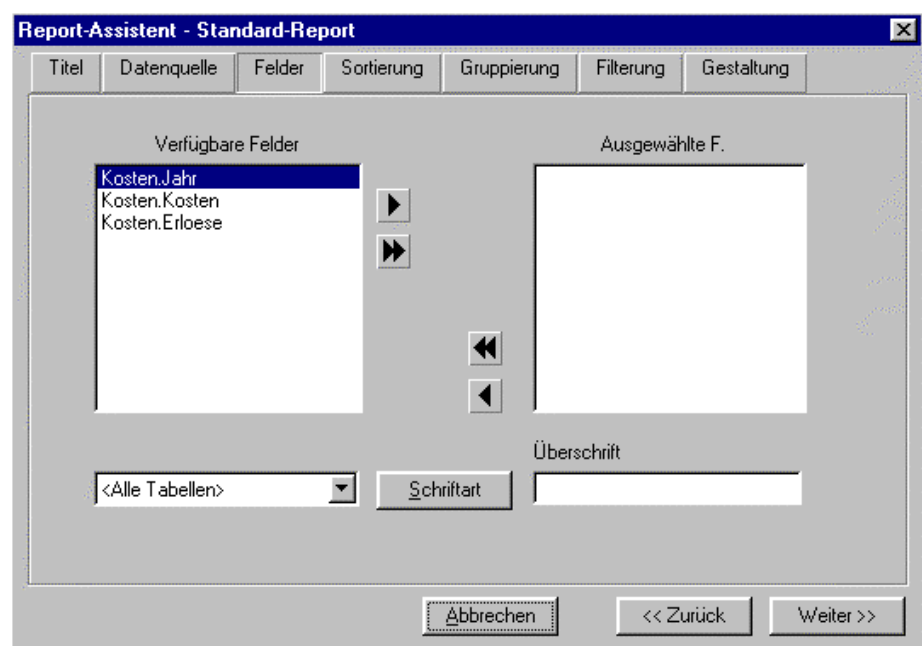 Report-Assistent - Standard-Report
Titel Datenquelle Felder Sortierung Gruppierung Filterung Gestaltung
Verfügbare Felder Ausgewählte F.
Kosten.Jahr
Kosten.Kosten
Kosten.Erloese
Überschrift
<Alle Tabellen> Schriftart
Abbrechen << Zurück Weiter >>